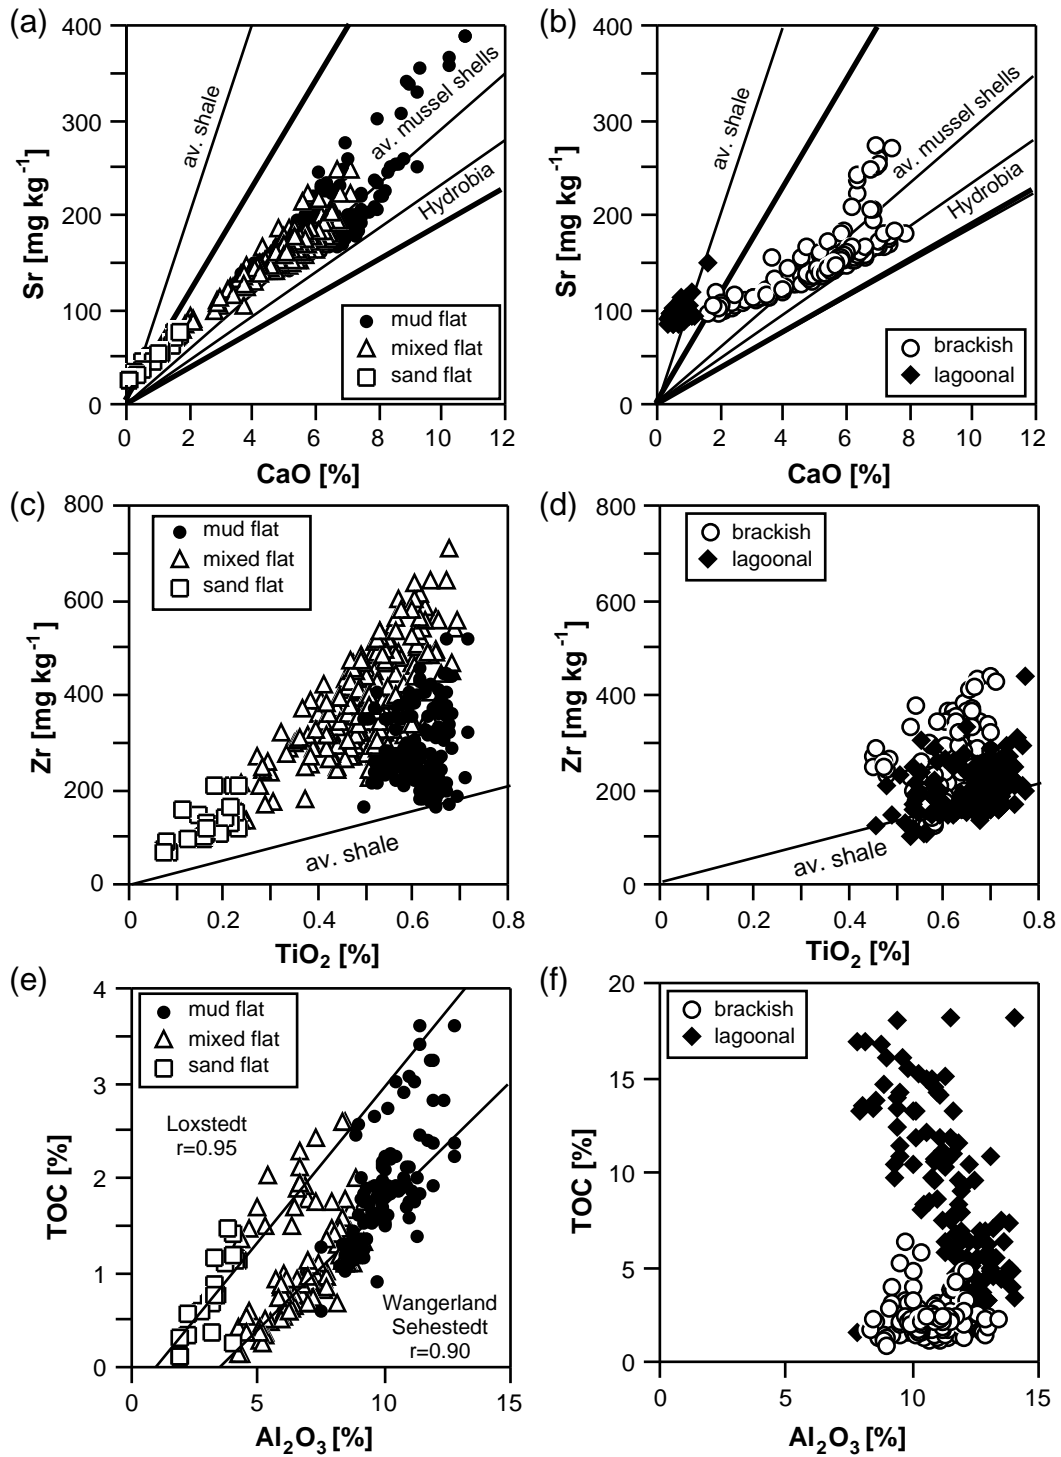 (a)
400
300
200
100
0
Sr [mg kg-1]
av. shale
av. mussel shells
Hydrobia
mud flat
mixed flat
sand flat
0 2 4 6 8 10 12
CaO [%]
(b)
400
300
200
100
0
Sr [mg kg-1]
av. shale
av. mussel shells
Hydrobia
brackish
lagoonal
0 2 4 6 8 10 12
CaO [%]
(c)
800
600
400
200
0
Zr [mg kg-1]
mud flat
mixed flat
sand flat
av. shale
0 0.2 0.4 0.6 0.8
TiO2 [%]
(d)
800
600
400
200
0
Zr [mg kg-1]
brackish
lagoonal
av. shale
0 0.2 0.4 0.6 0.8
TiO2 [%]
(e)
4
3
2
1
0
TOC [%]
mud flat
mixed flat
sand flat
Loxstedt
r=0.95
Wangerland
Sehestedt
r=0.90
0 5 10 15
Al2O3 [%]
(f)
20
15
10
5
0
TOC [%]
brackish
lagoonal
0 5 10 15
Al2O3 [%]